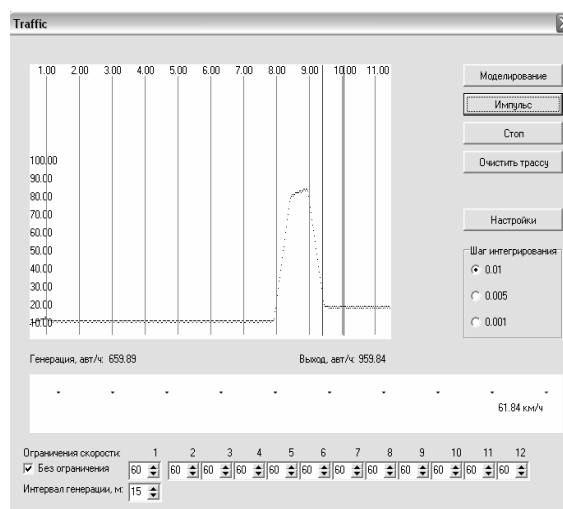 Traffic
1.00 2.00 3.00 4.00 5.00 6.00 7.00 8.00 9.00 10.00 11.00
100.00
90.00
80.00
70.00
60.00
50.00
40.00
30.00
20.00
10.00
Моделирование
Импульс
Стоп
Очистить трассу
Настройки
Шаг интегрирования
0.01
0.005
0.001
Генерация, авт/ч: 659.89 Выход, авт/ч: 959.84
61.84 км/ч
Ограничения скорости: 1 2 3 4 5 6 7 8 9 10 11 12
Без ограничения 60 60 60 60 60 60 60 60 60 60 60 60
Интервал генерации, м: 15